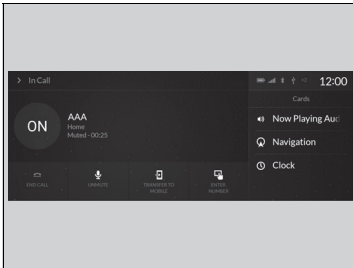 In Call
12:00
Cards
ON
AAA
Home
Muted - 00:25
Now Playing Aud
Navigation
Clock
END CALL
UNMUTE
TRANSFER TO
MOBILE
ENTER
NUMBER